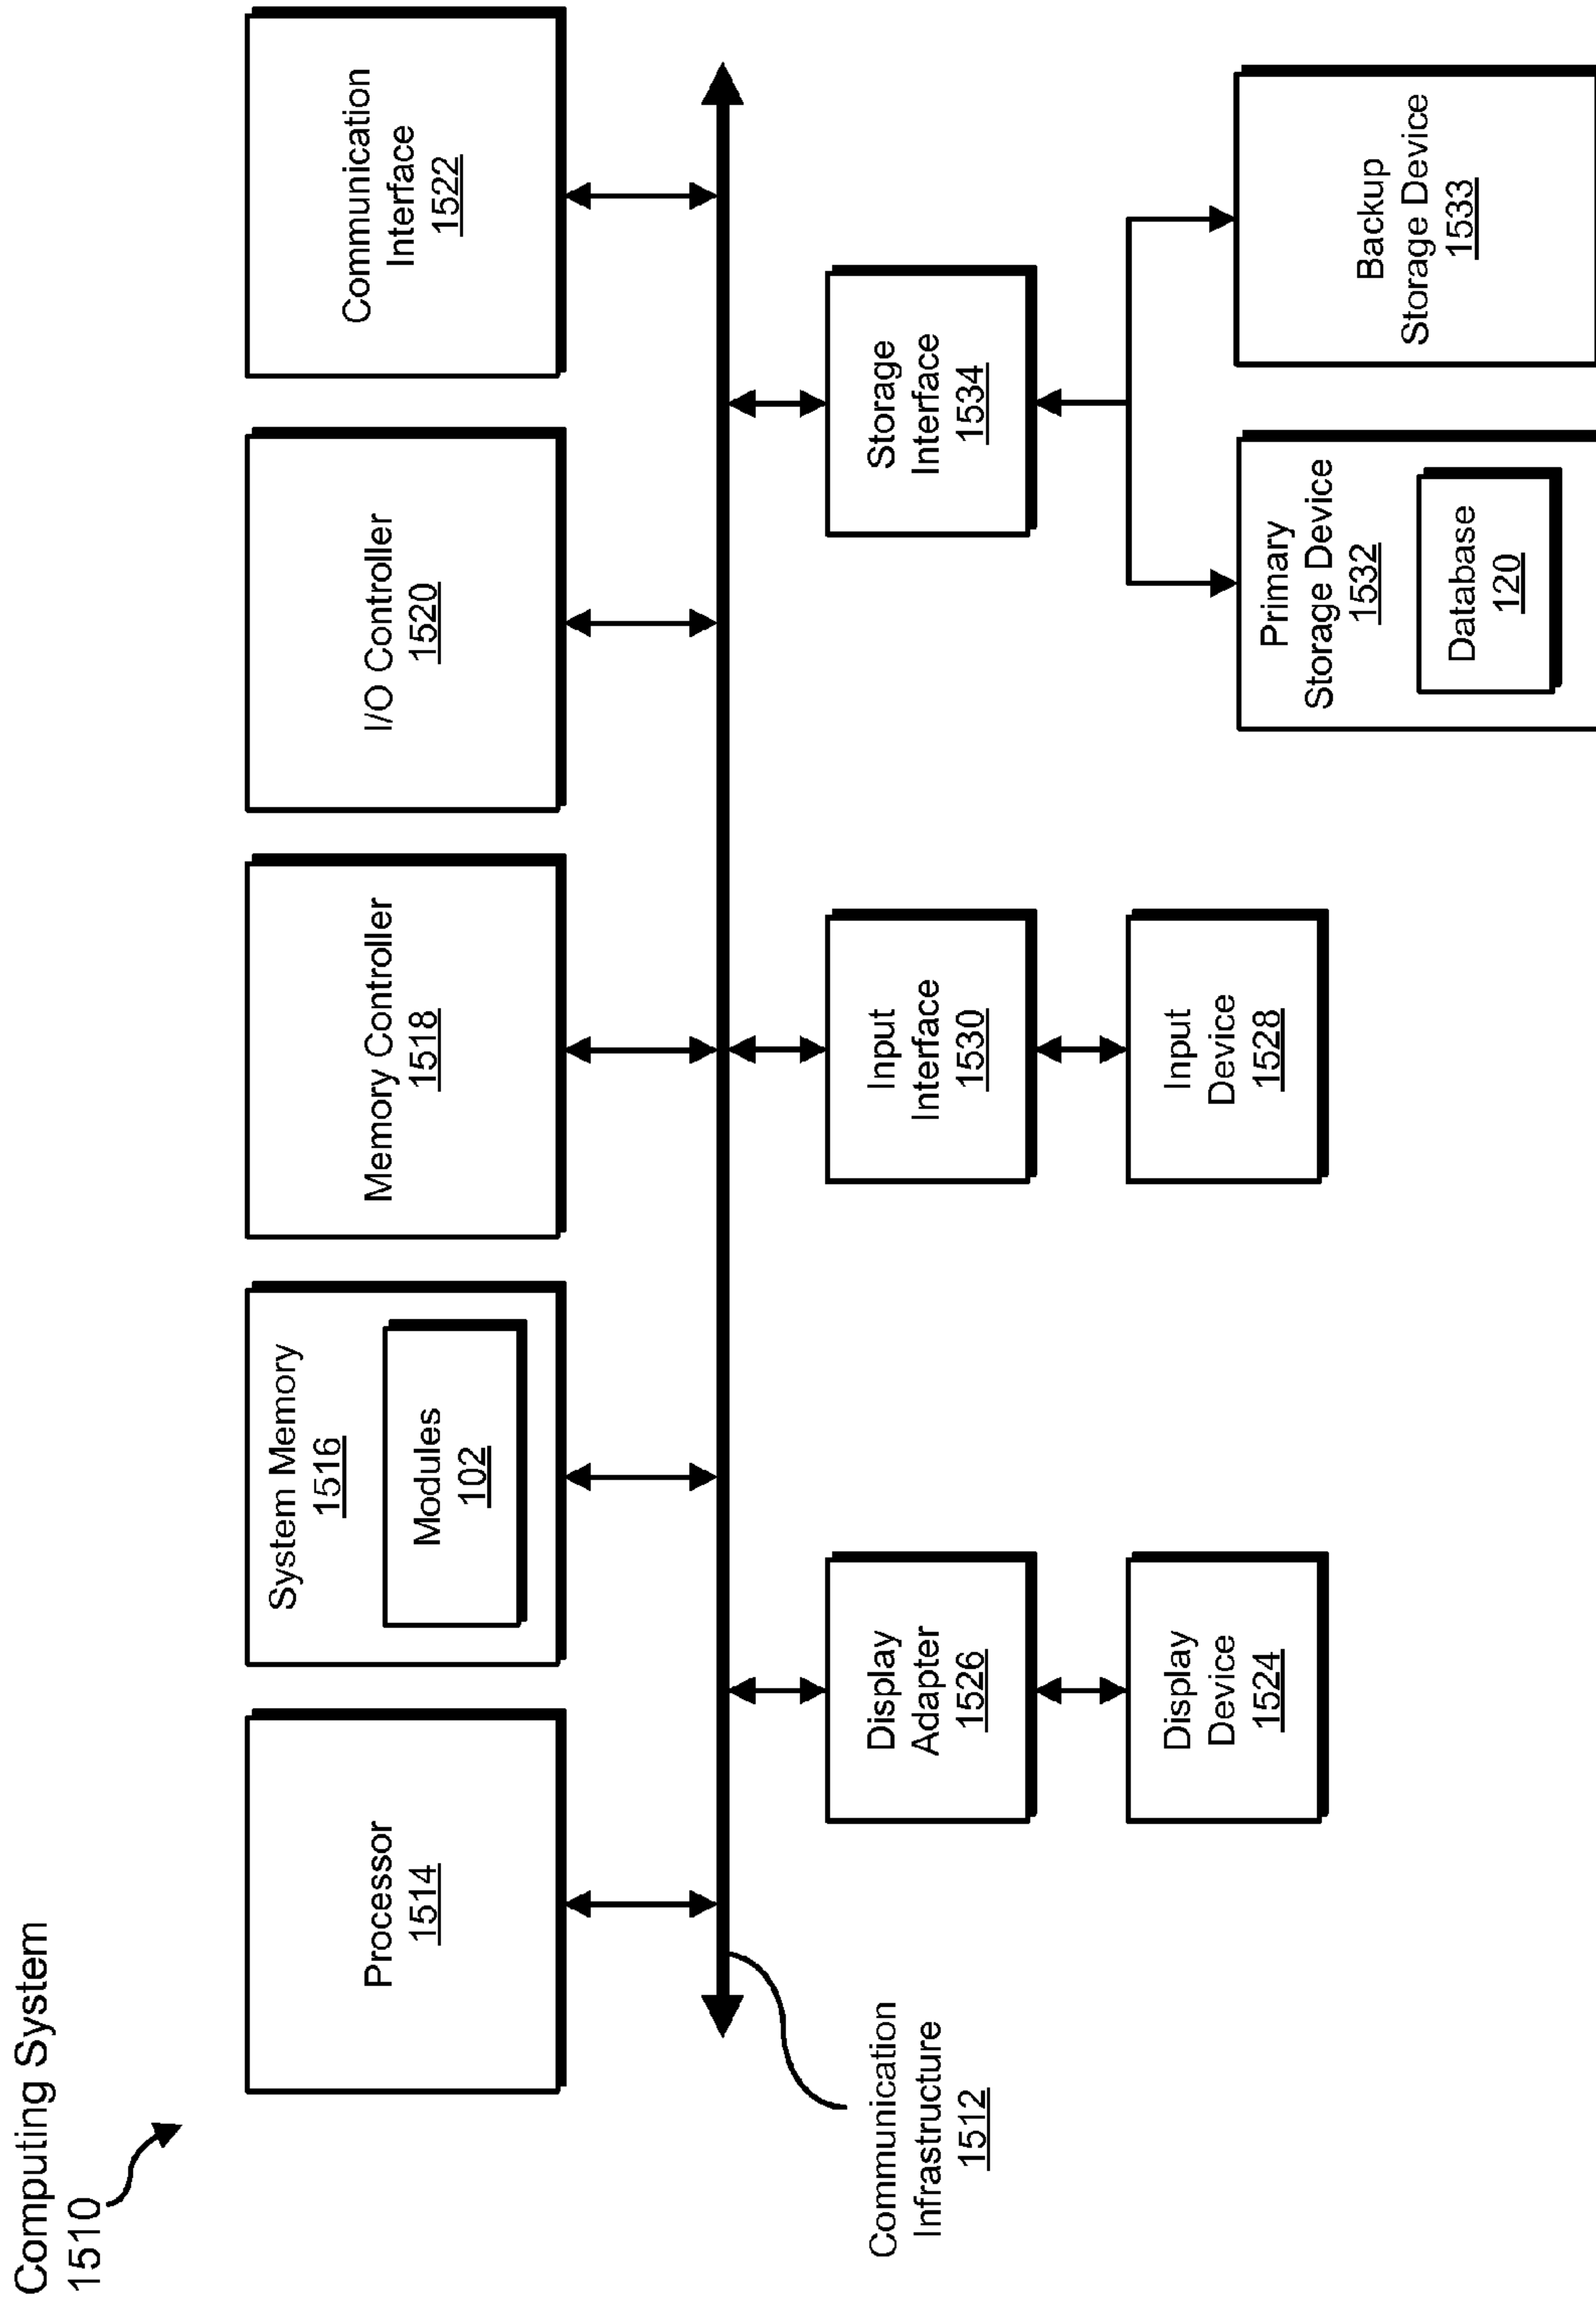 Computing System
1510
Processor
1514
System Memory
1516
Modules
102
Memory Controller
1518
I/O Controller
1520
Communication
Interface
1522
Communication
Infrastructure
1512
Display
Adapter
1526
Input
Interface
1530
Storage
Interface
1534
Display
Device
1524
Input
Device
1528
Primary
Storage Device
1532
Database
120
Backup
Storage Device
1533